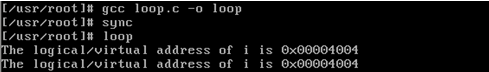 [/usr/root]# gcc loop.c -o loop
[/usr/root]# sync
[/usr/root]# loop
The logical/virtual address of i is 0x00004004
The logical/virtual address of i is 0x00004004